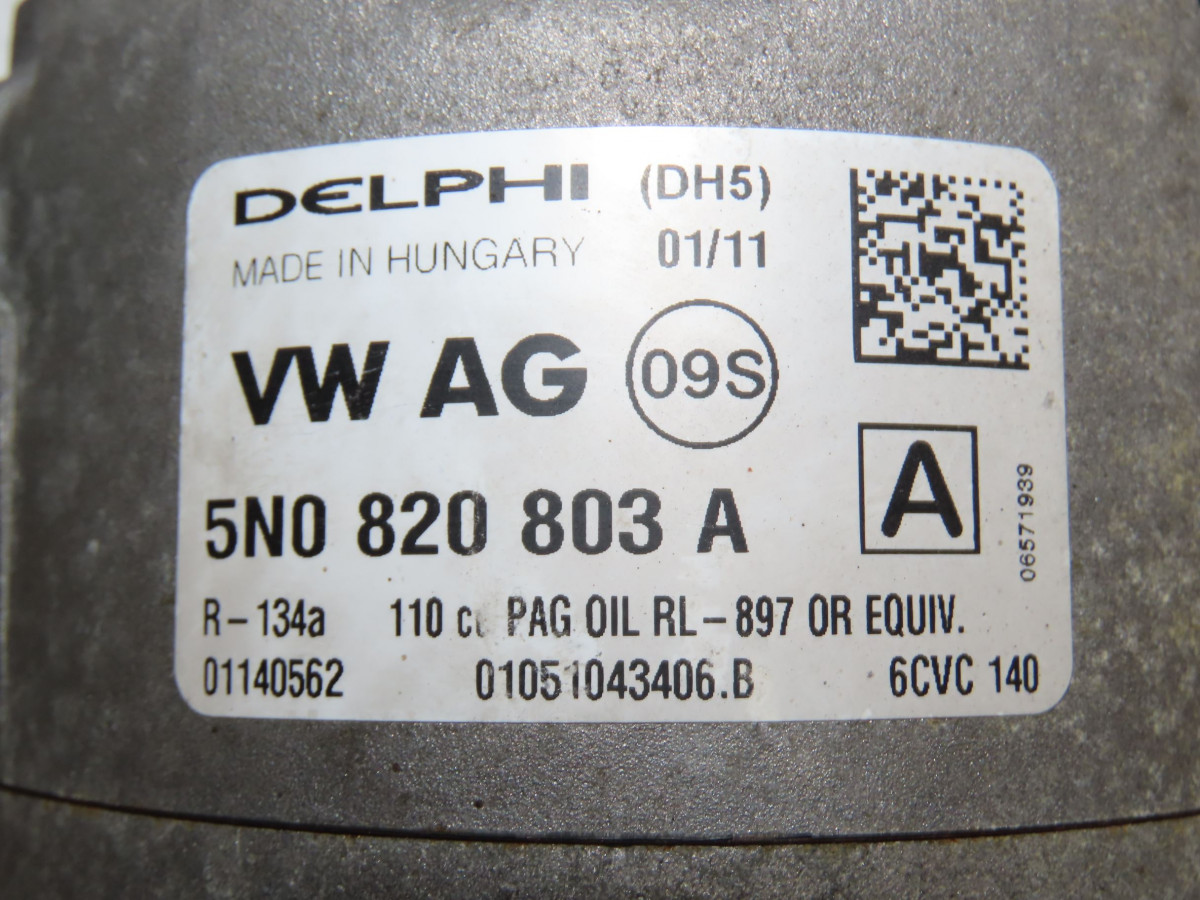 DELPHI (DH5)
MADE IN HUNGARY 01/11
VW AG 09S
5N0 820 803 A
A
06571939
R-134a 110 PAG OIL RL-897 OR EQUIV.
01140562 01051043406.B 6CVC 140